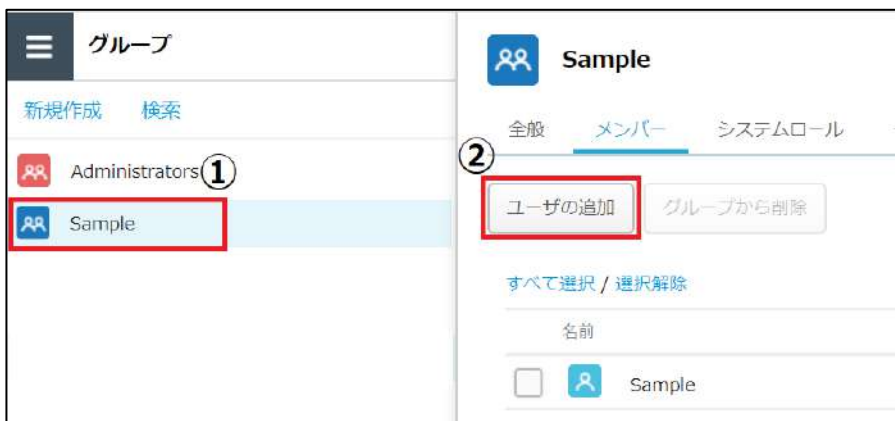 グループ
新規作成 検索
Administrators①
Sample
Sample
全般 メンバー システムロール
②
ユーザの追加 グループから削除
すべて選択 / 選択解除
名前
Sample